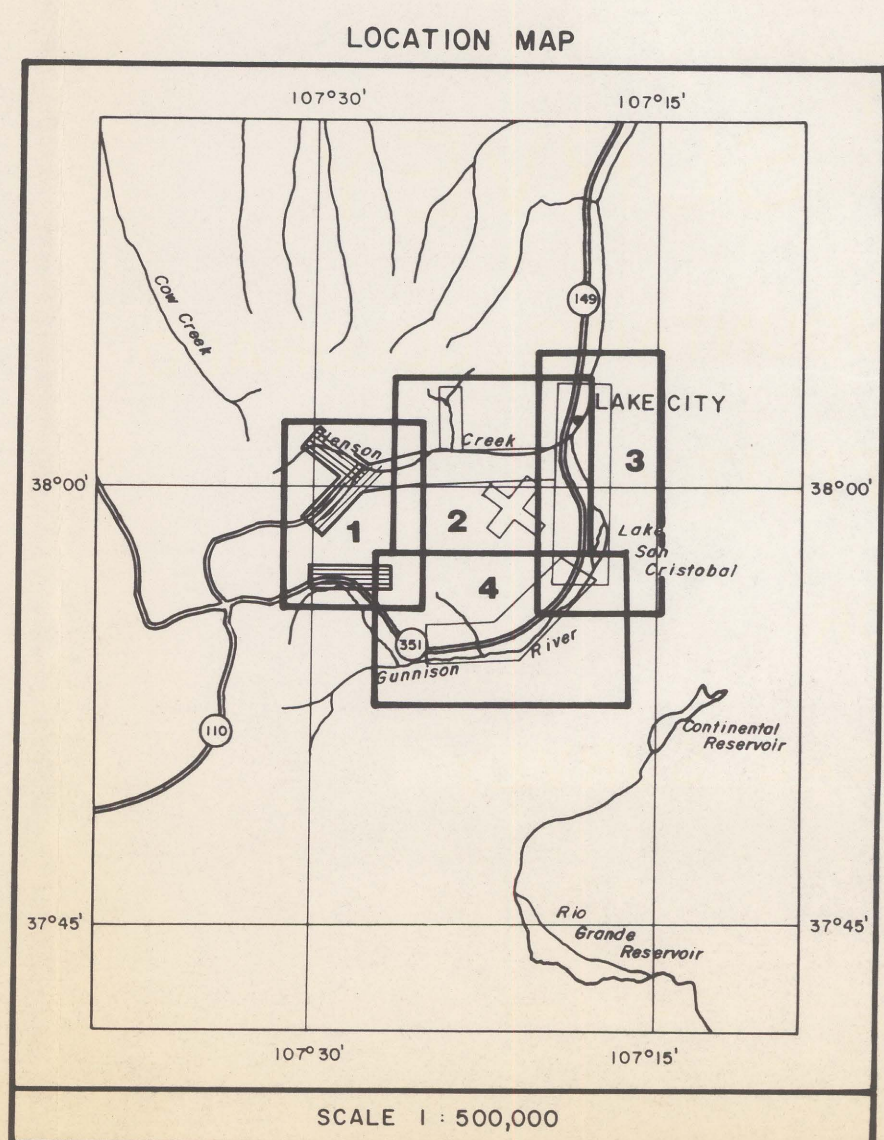 LOCATION MAP
107°30'
107°15'
Cow Creek
149
LAKE CITY
Henson
Creek
3
38°00'
38°00'
2
1
Lake
San
Cristobal
4
351
River
Gunnison
110
Continental
Reservoir
37°45'
37°45'
Rio
Grande
Reservoir
107°30'
107°15'
SCALE 1 : 500,000